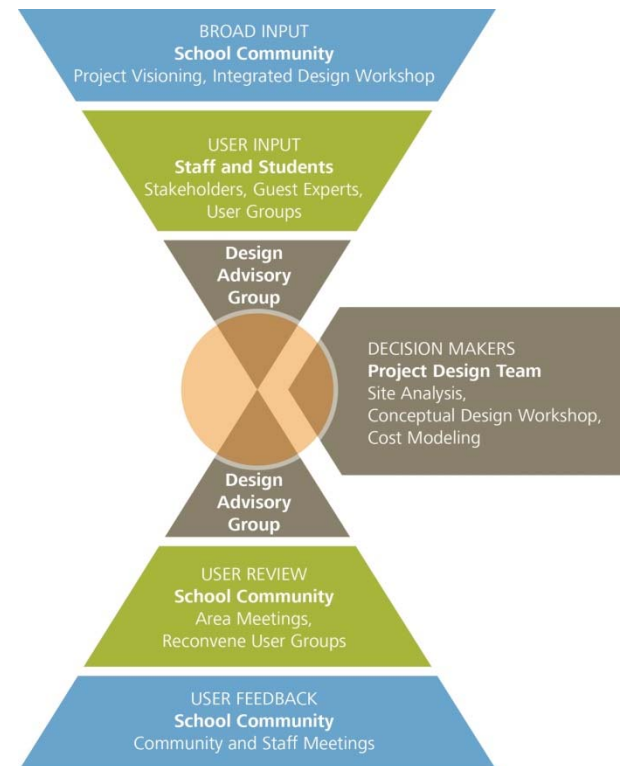 BROAD INPUT
School Community
Project Visioning, Integrated Design Workshop
USER INPUT
Staff and Students
Stakeholders, Guest Experts,
User Groups
Design
Advisory
Group
DECISION MAKERS
Project Design Team
Site Analysis,
Conceptual Design Workshop,
Cost Modeling
Design
Advisory
Group
USER REVIEW
School Community
Area Meetings,
Reconvene User Groups
USER FEEDBACK
School Community
Community and Staff Meetings